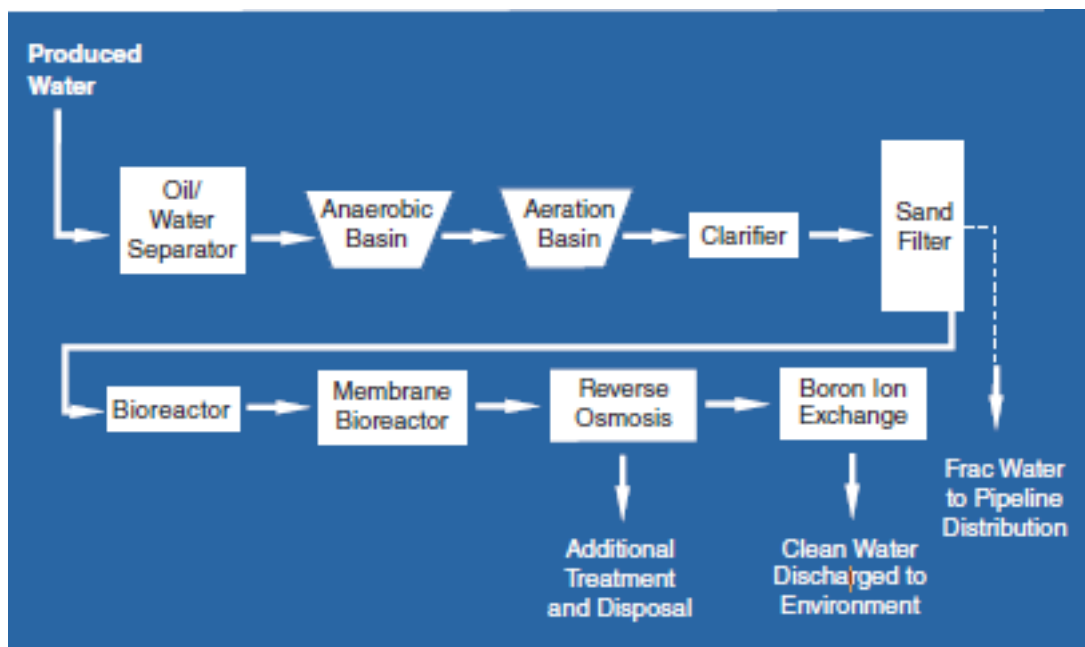 Produced
Water
Oil/
Water
Separator
Anaerobic
Basin
Aeration
Basin
Clarifier
Sand
Filter
Bioreactor
Membrane
Bioreactor
Reverse
Osmosis
Boron Ion
Exchange
Frac Water
to Pipeline
Distribution
Additional
Treatment
and Disposal
Clean Water
Discharged to
Environment